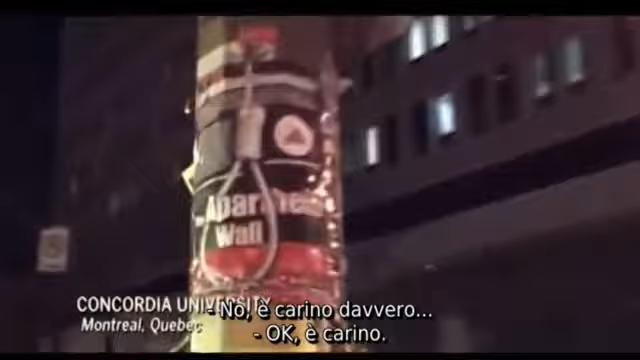 Apartheid
Wall
CONCORDIA UNIVERSITY
Montreal, Quebec
- No, è carino davvero...
- OK, è carino.